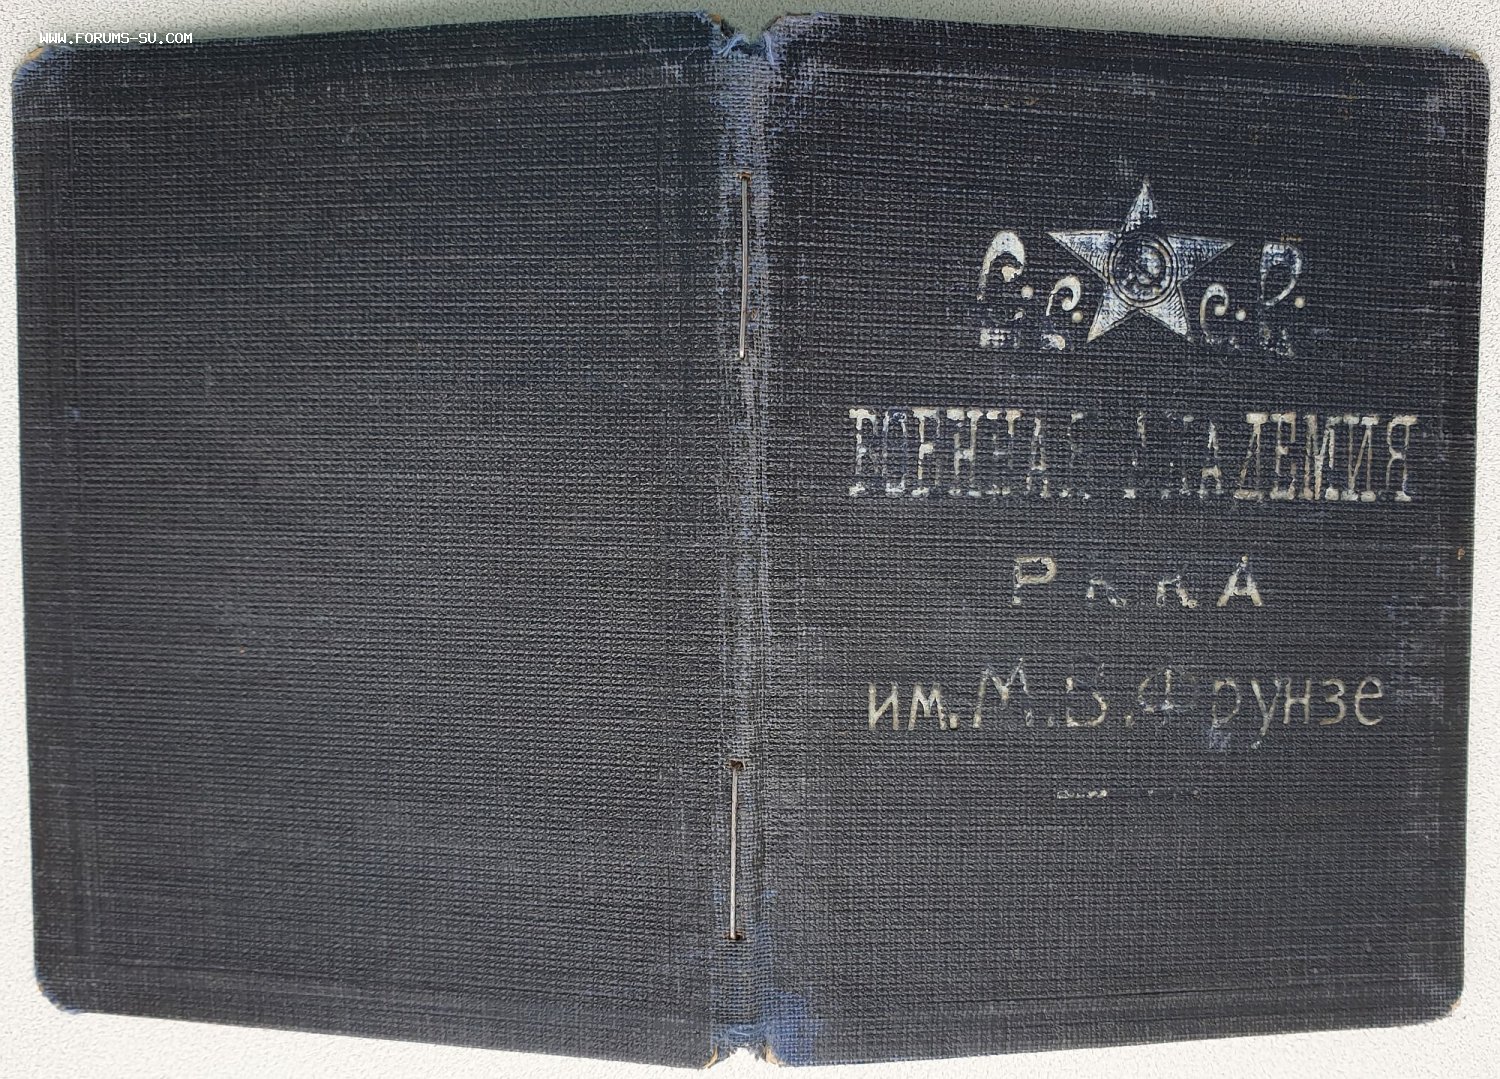 WWW.FORUMS-SU.COM
С. С. С. Р.
ВОЕННАЯ АКАДЕМИЯ
РККА
им. М. В. Фрунзе